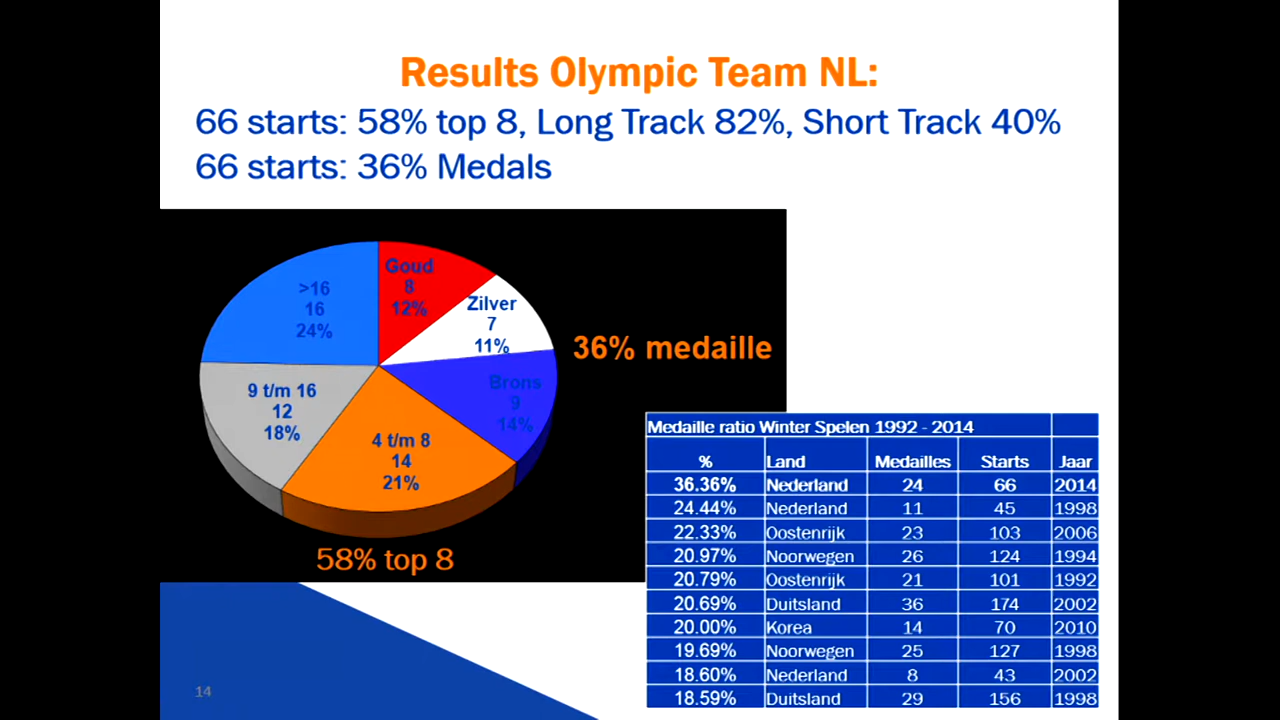 Results Olympic Team NL:
66 starts: 58% top 8, Long Track 82%, Short Track 40%
66 starts: 36% Medals
Goud
8
12%
Zilver
7
11%
Brons
9
14%
4 t/m 8
14
21%
9 t/m 16
12
18%
>16
16
24%
36% medaille
58% top 8
Medaille ratio Winter Spelen 1992 - 2014
% Land Medailles Starts Jaar
36.36% Nederland 24 66 2014
24.44% Nederland 11 45 1998
22.33% Oostenrijk 23 103 2006
20.97% Noorwegen 26 124 1994
20.79% Oostenrijk 21 101 1992
20.69% Duitsland 36 174 2002
20.00% Korea 14 70 2010
19.69% Noorwegen 25 127 1998
18.60% Nederland 8 43 2002
18.59% Duitsland 29 156 1998
14